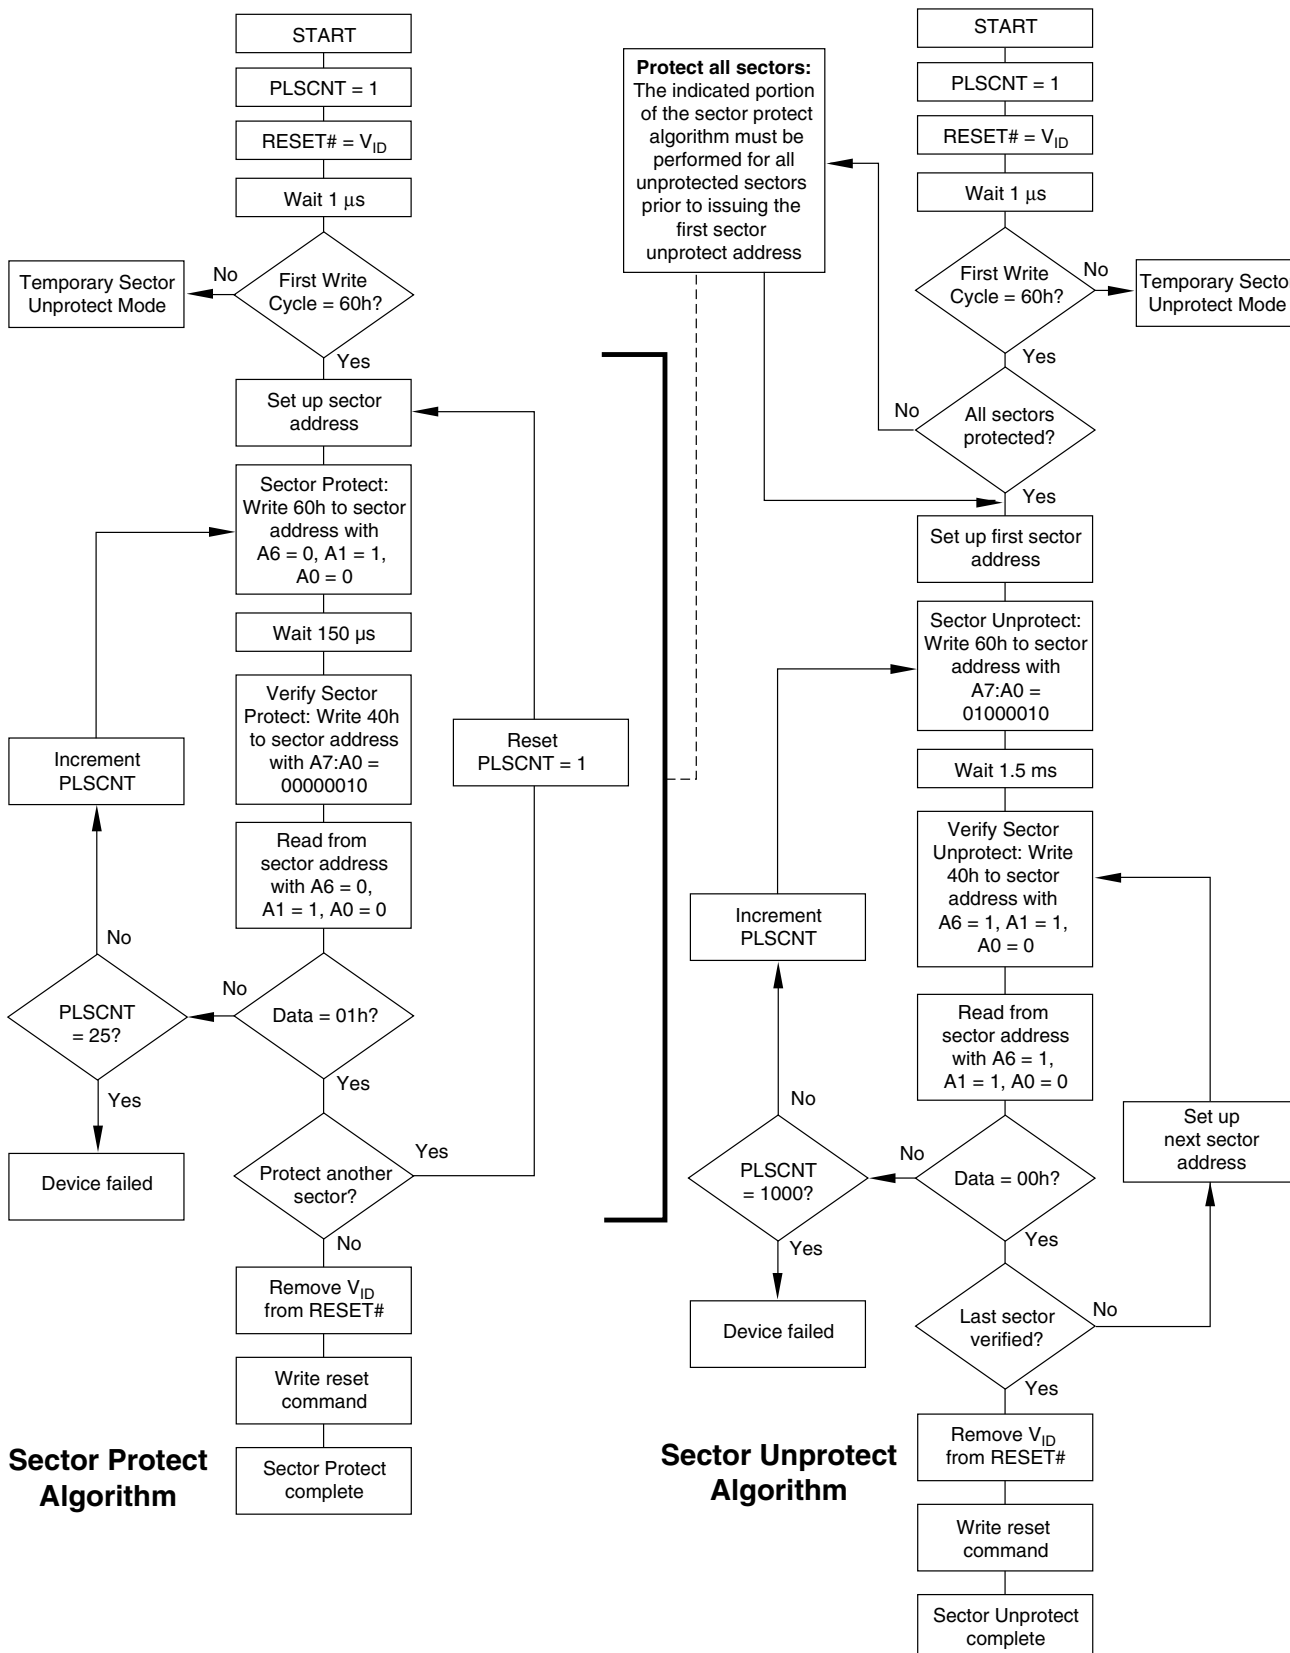 START
PLSCNT = 1
RESET# = VID
Wait 1 μs
First Write
Cycle = 60h?
No
Temporary Sector
Unprotect Mode
Yes
Set up sector
address
Sector Protect:
Write 60h to sector
address with
A6 = 0, A1 = 1,
A0 = 0
Wait 150 µs
Verify Sector
Protect: Write 40h
to sector address
with A7:A0 =
00000010
Reset
PLSCNT = 1
Increment
PLSCNT
Read from
sector address
with A6 = 0,
A1 = 1, A0 = 0
No
No
PLSCNT
= 25?
Data = 01h?
Yes
Yes
Device failed
Protect another
sector?
Yes
No
Remove VID
from RESET#
Write reset
command
Sector Protect
complete
Sector Protect
Algorithm
Protect all sectors:
The indicated portion
of the sector protect
algorithm must be
performed for all
unprotected sectors
prior to issuing the
first sector
unprotect address
START
PLSCNT = 1
RESET# = VID
Wait 1 μs
First Write
Cycle = 60h?
No
Temporary Sector
Unprotect Mode
Yes
No
All sectors
protected?
Yes
Set up first sector
address
Sector Unprotect:
Write 60h to sector
address with
A7:A0 =
01000010
Wait 1.5 ms
Verify Sector
Unprotect: Write
40h to sector
address with
A6 = 1, A1 = 1,
A0 = 0
Increment
PLSCNT
Read from
sector address
with A6 = 1,
A1 = 1, A0 = 0
No
No
Set up
next sector
address
PLSCNT
= 1000?
Data = 00h?
Yes
Yes
Device failed
Last sector
verified?
No
Yes
Remove VID
from RESET#
Write reset
command
Sector Unprotect
complete
Sector Unprotect
Algorithm